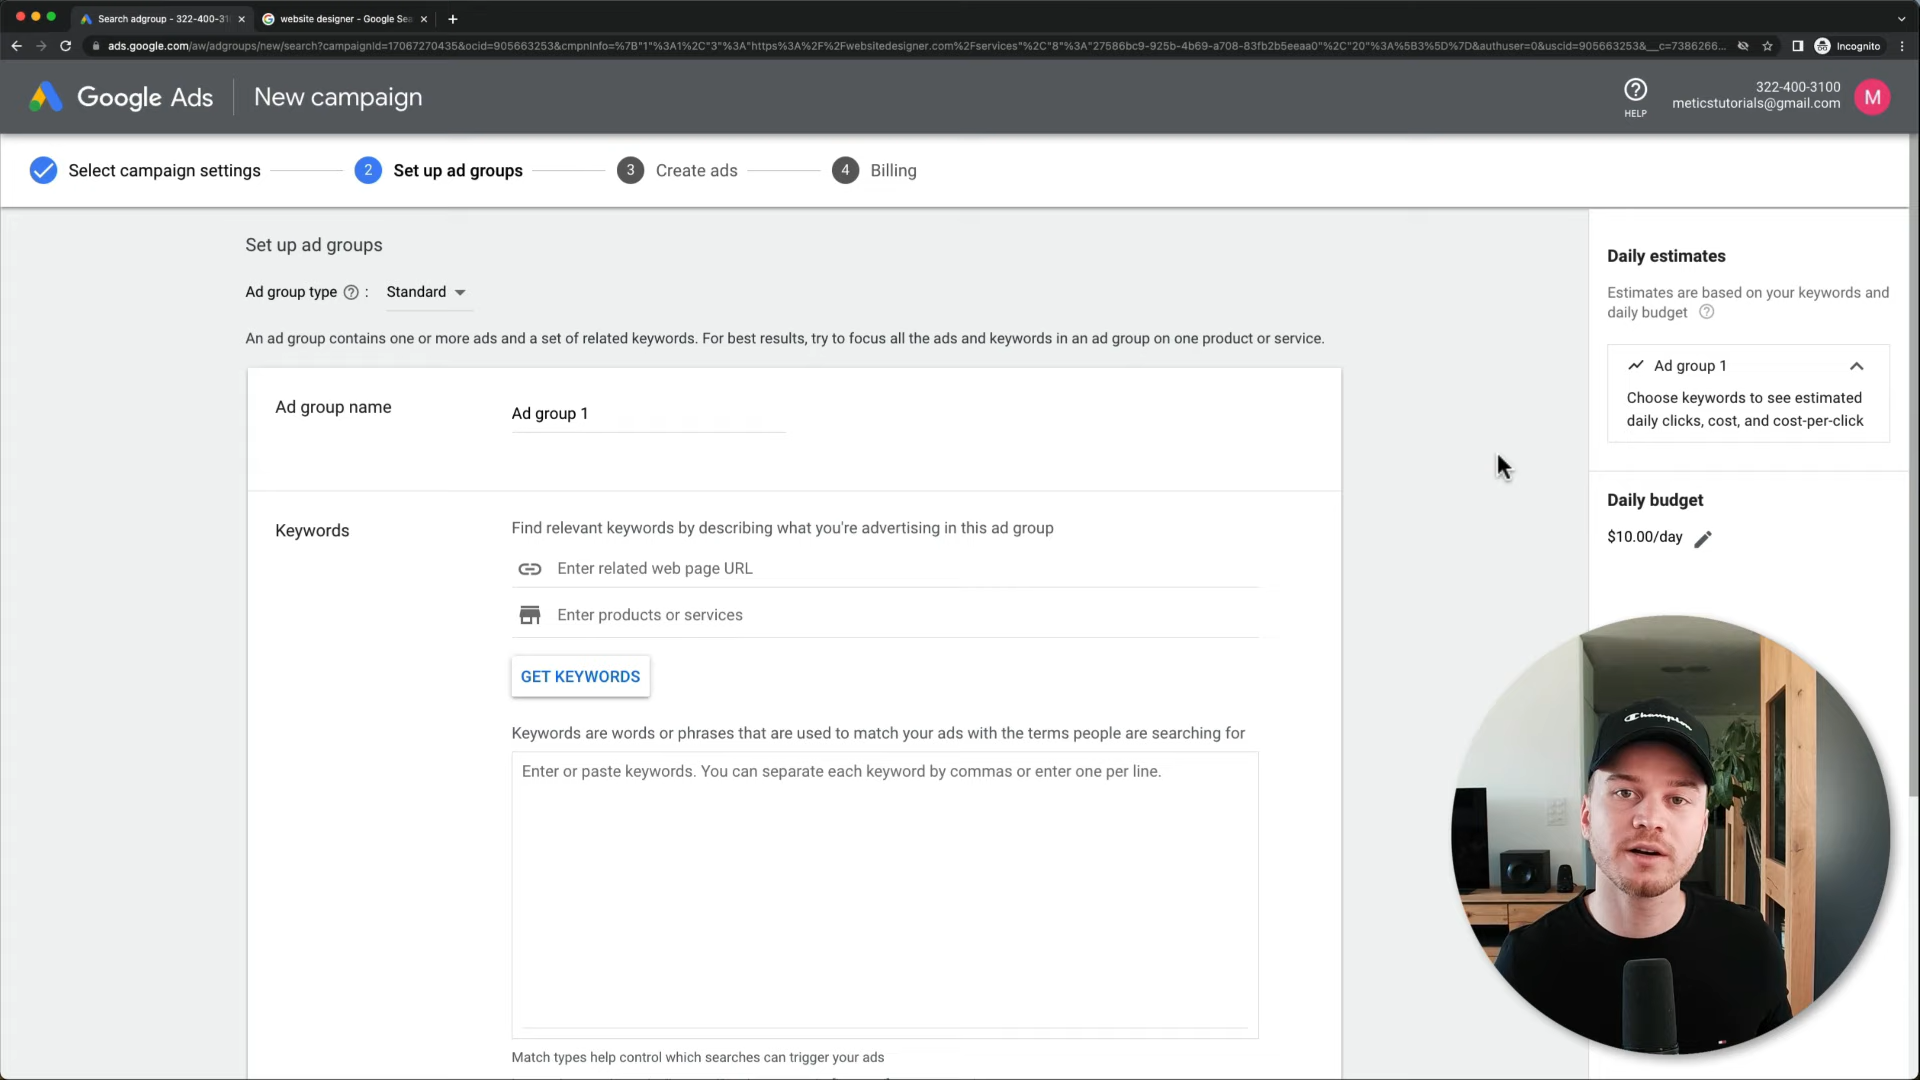 Search adgroup - 322-400-31
website designer - Google Sea
ads.google.com/aw/adgroups/new/search?campaignId=17067270435&ocid=905663253&cmpnInfo=%7B"1"%3A1%2C"3"%3A"https%3A%2F%2Fwebsitedesigner.com%2Fservices"%2C"8"%3A"27586bc9-925b-4b69-a708-83fb2b5eeaa0"%2C"20"%3A%5B3%5D%7D&authuser=0&uscid=905663253&__c=7386266...
Incognito
Google Ads
New campaign
HELP
322-400-3100
meticstutorials@gmail.com
M
Select campaign settings
2 Set up ad groups
3 Create ads
4 Billing
Set up ad groups
Ad group type ? : Standard
An ad group contains one or more ads and a set of related keywords. For best results, try to focus all the ads and keywords in an ad group on one product or service.
Ad group name
Ad group 1
Keywords
Find relevant keywords by describing what you're advertising in this ad group
Enter related web page URL
Enter products or services
GET KEYWORDS
Keywords are words or phrases that are used to match your ads with the terms people are searching for
Enter or paste keywords. You can separate each keyword by commas or enter one per line.
Match types help control which searches can trigger your ads
Daily estimates
Estimates are based on your keywords and
daily budget ?
Ad group 1
Choose keywords to see estimated
daily clicks, cost, and cost-per-click
Daily budget
$10.00/day
Champion